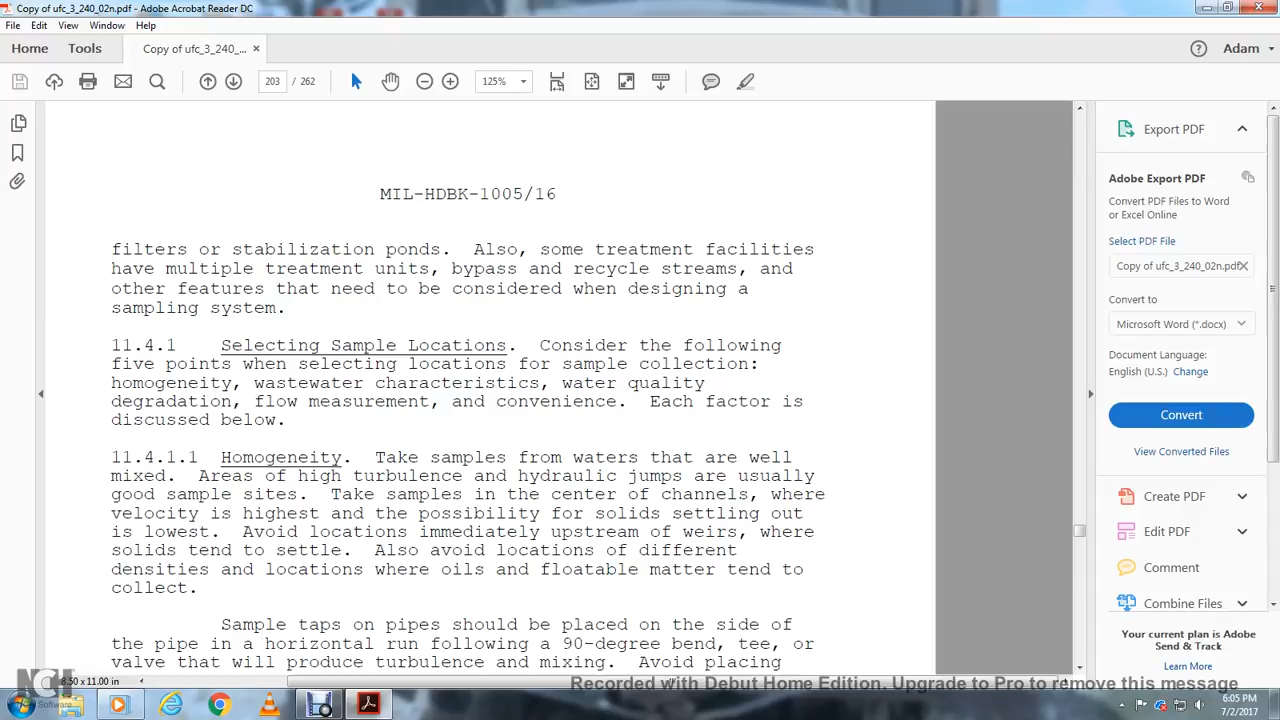 Copy of ufc_3_240_02n.pdf - Adobe Acrobat Reader DC
File Edit View Window Help
Home Tools Copy of ufc_3_240_... × Adam
203 / 262 125%
MIL-HDBK-1005/16
filters or stabilization ponds. Also, some treatment facilities
have multiple treatment units, bypass and recycle streams, and
other features that need to be considered when designing a
sampling system.
11.4.1 Selecting Sample Locations. Consider the following
five points when selecting locations for sample collection:
homogeneity, wastewater characteristics, water quality
degradation, flow measurement, and convenience. Each factor is
discussed below.
11.4.1.1 Homogeneity. Take samples from waters that are well
mixed. Areas of high turbulence and hydraulic jumps are usually
good sample sites. Take samples in the center of channels, where
velocity is highest and the possibility for solids settling out
is lowest. Avoid locations immediately upstream of weirs, where
solids tend to settle. Also avoid locations of different
densities and locations where oils and floatable matter tend to
collect.
Sample taps on pipes should be placed on the side of
the pipe in a horizontal run following a 90-degree bend, tee, or
valve that will produce turbulence and mixing. Avoid placing
8.50 x 11.00 in
Export PDF
Adobe Export PDF
Convert PDF Files to Word
or Excel Online
Select PDF File
Copy of ufc_3_240_02n.pdf
Convert to
Microsoft Word (*.docx)
Document Language:
English (U.S.) Change
Convert
View Converted Files
Create PDF
Edit PDF
Comment
Combine Files
Your current plan is Adobe
Send & Track
Learn More
NCH Software
Recorded with Debut Home Edition. Upgrade to Pro to remove this message
6:05 PM
7/2/2017